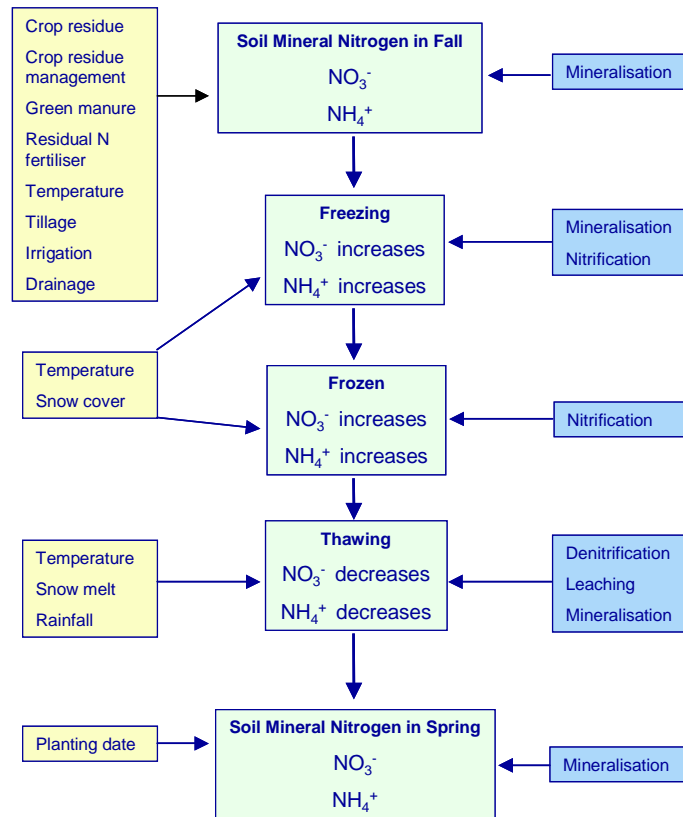 Crop residue
Crop residue
management
Green manure
Residual N
fertiliser
Temperature
Tillage
Irrigation
Drainage
Soil Mineral Nitrogen in Fall
NO₃⁻
NH₄⁺
Mineralisation
Freezing
NO₃⁻ increases
NH₄⁺ increases
Mineralisation
Nitrification
Temperature
Snow cover
Frozen
NO₃⁻ increases
NH₄⁺ increases
Nitrification
Temperature
Snow melt
Rainfall
Thawing
NO₃⁻ decreases
NH₄⁺ decreases
Denitrification
Leaching
Mineralisation
Planting date
Soil Mineral Nitrogen in Spring
NO₃⁻
NH₄⁺
Mineralisation